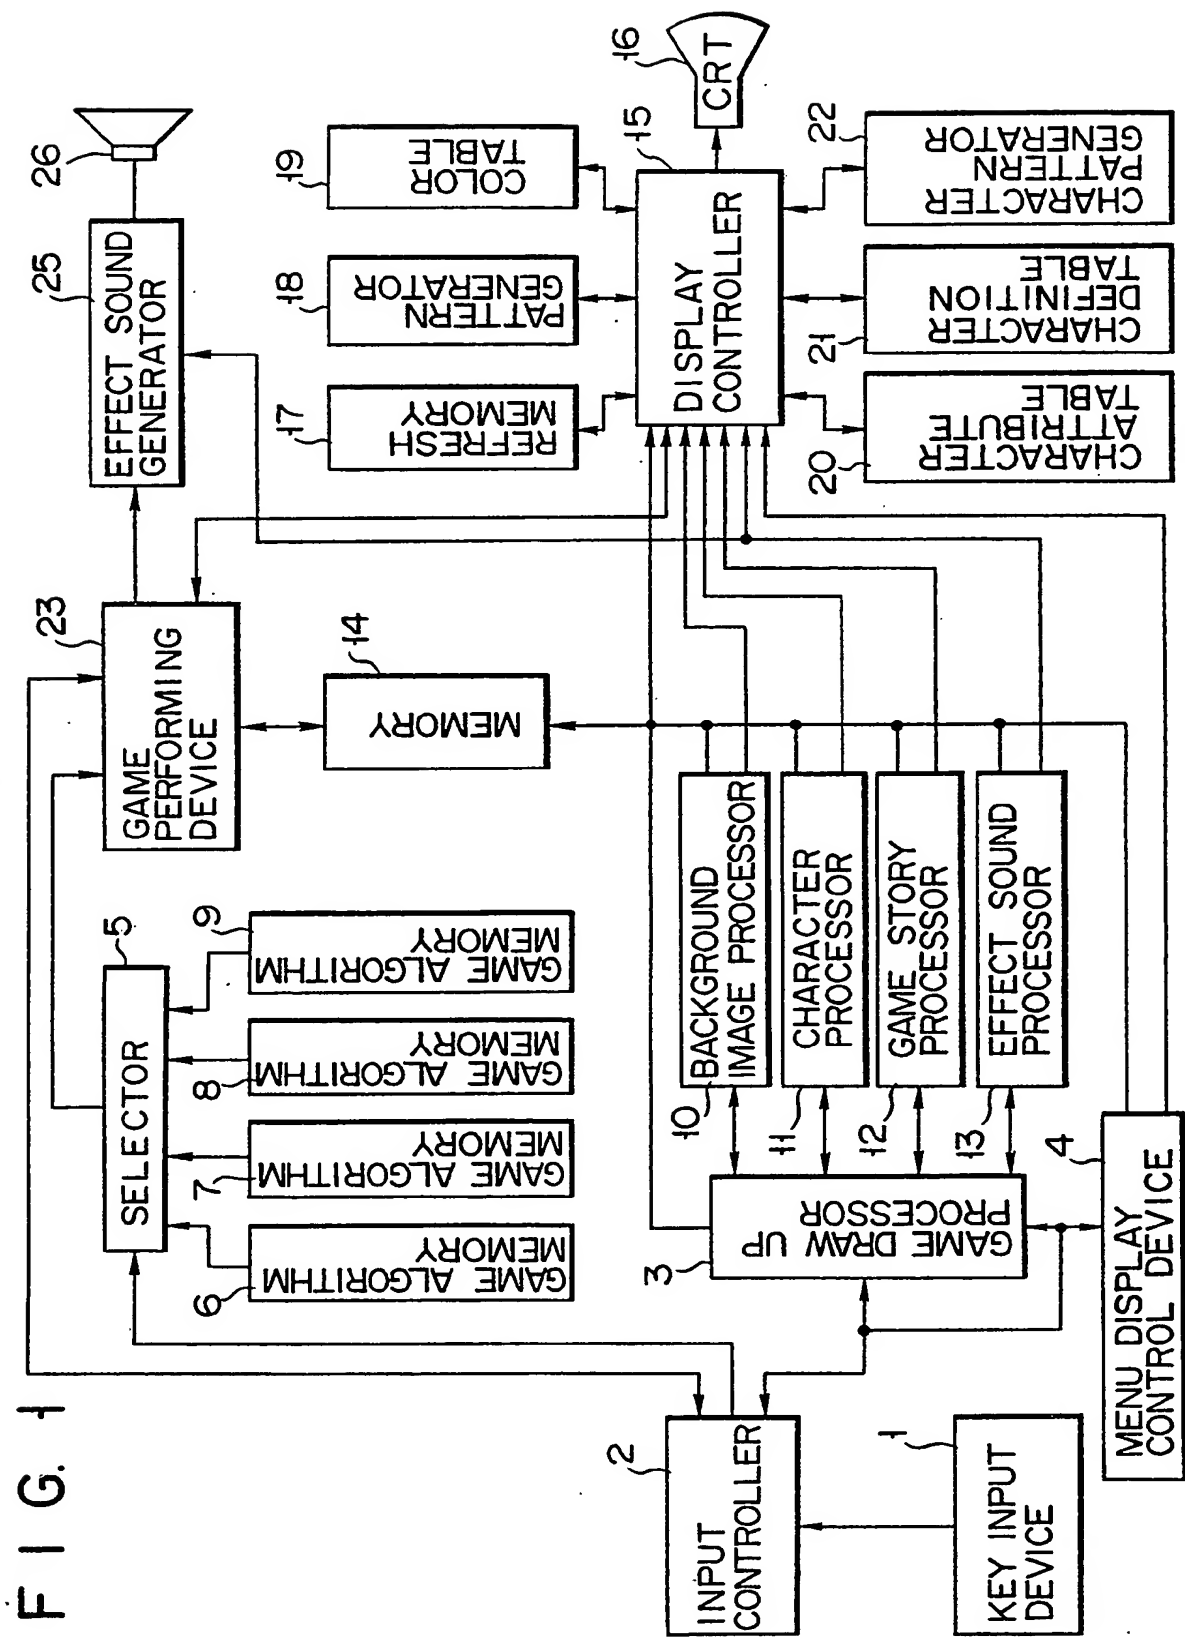 FIG. 1
KEY INPUT
DEVICE
1
INPUT
CONTROLLER
2
GAME DRAW UP
PROCESSOR
3
MENU DISPLAY
CONTROL DEVICE
4
SELECTOR
5
GAME ALGORITHM
MEMORY
6
GAME ALGORITHM
MEMORY
7
GAME ALGORITHM
MEMORY
8
GAME ALGORITHM
MEMORY
9
BACKGROUND
IMAGE PROCESSOR
10
CHARACTER
PROCESSOR
11
GAME STORY
PROCESSOR
12
EFFECT SOUND
PROCESSOR
13
GAME
PERFORMING
DEVICE
23
MEMORY
14
EFFECT SOUND
GENERATOR
25
26
REFRESH
MEMORY
17
PATTERN
GENERATOR
18
COLOR
TABLE
19
DISPLAY
CONTROLLER
15
CRT
16
CHARACTER
ATTRIBUTE
TABLE
20
CHARACTER
DEFINITION
TABLE
21
CHARACTER
PATTERN
GENERATOR
22